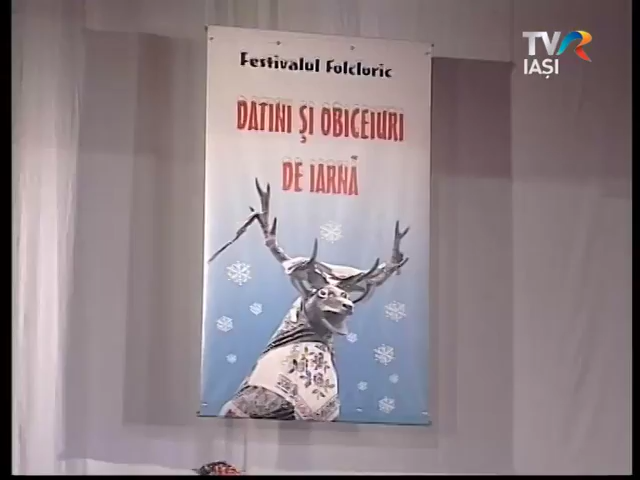 TVR
IAȘI
Festivalul Folcloric
DATINI ȘI OBICEIURI
DE IARNĂ